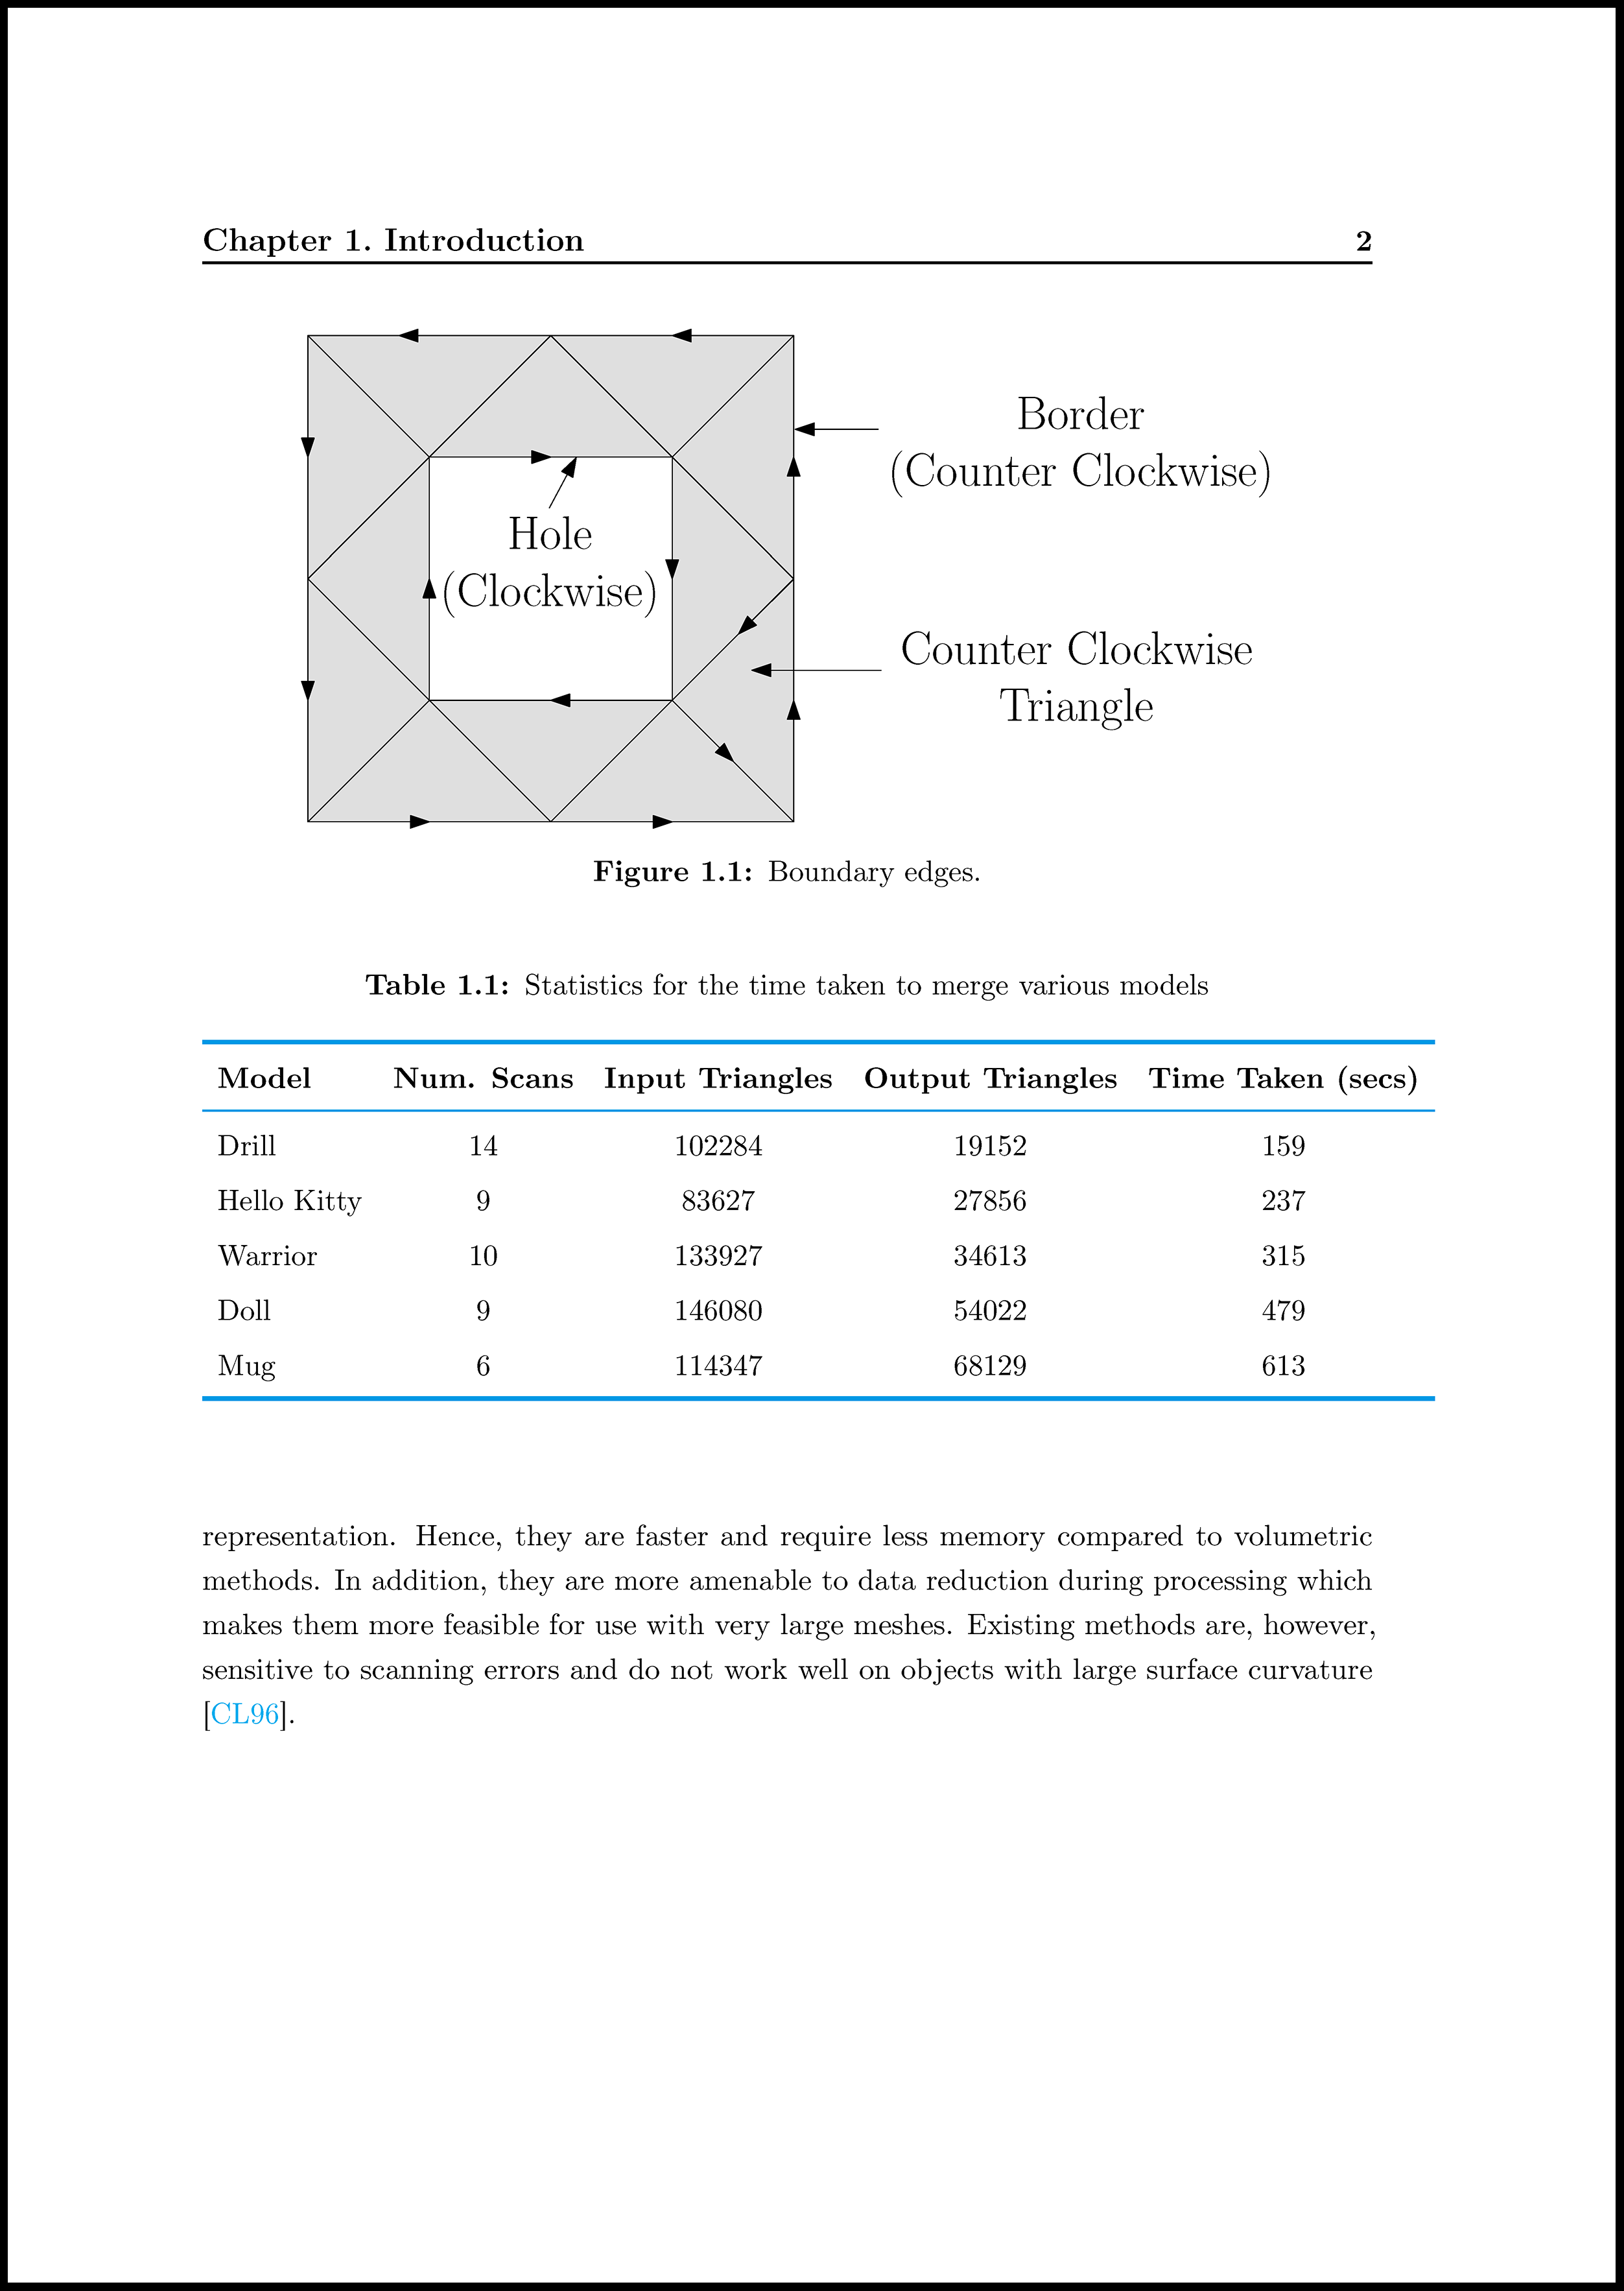 Chapter 1. Introduction 2
Border
(Counter Clockwise)
Hole
(Clockwise)
Counter Clockwise
Triangle
Figure 1.1: Boundary edges.
Table 1.1: Statistics for the time taken to merge various models
Model Num. Scans Input Triangles Output Triangles Time Taken (secs)
Drill 14 102284 19152 159
Hello Kitty 9 83627 27856 237
Warrior 10 133927 34613 315
Doll 9 146080 54022 479
Mug 6 114347 68129 613
representation. Hence, they are faster and require less memory compared to volumetric
methods. In addition, they are more amenable to data reduction during processing which
makes them more feasible for use with very large meshes. Existing methods are, however,
sensitive to scanning errors and do not work well on objects with large surface curvature
[CL96].